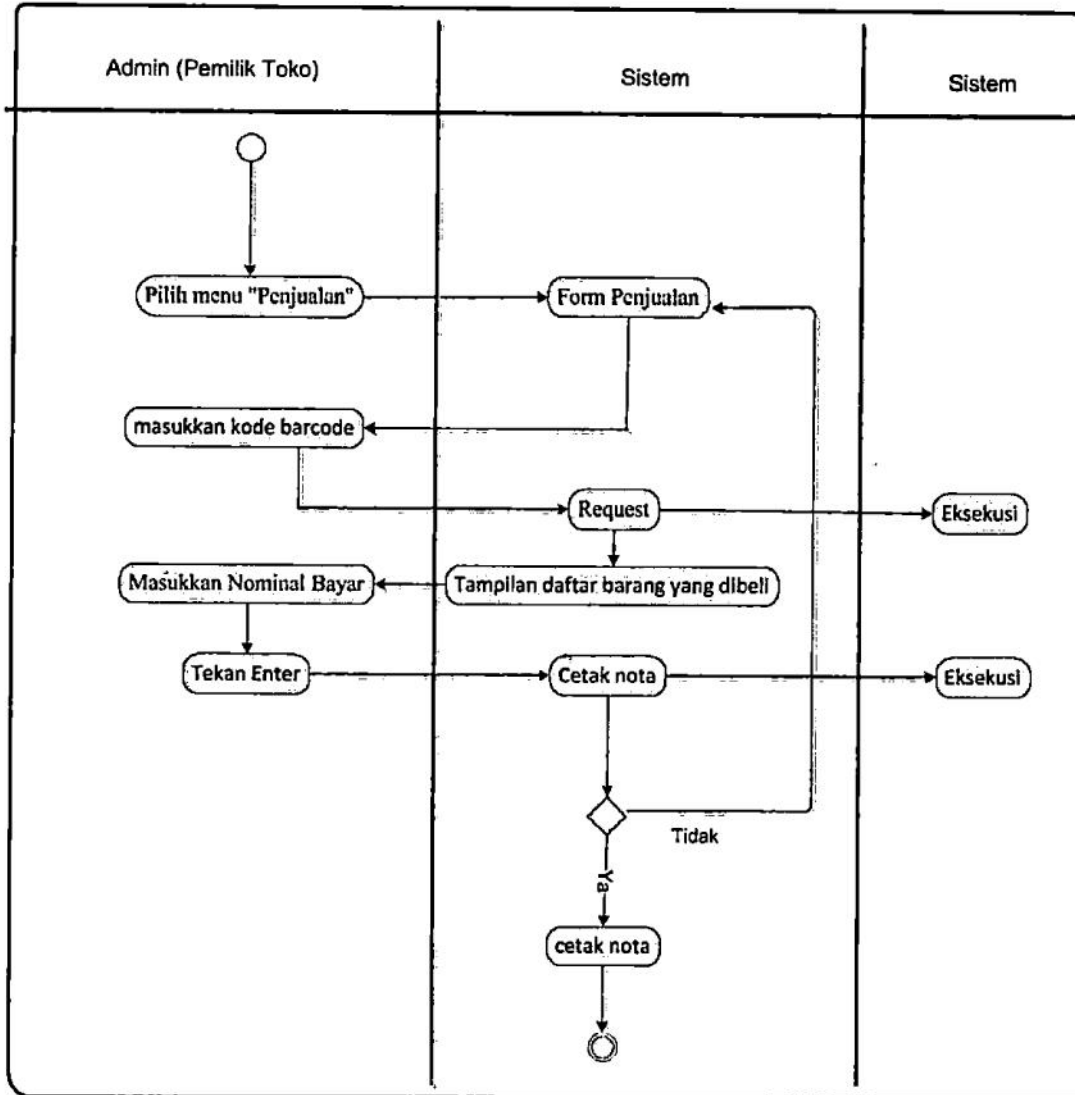 Admin (Pemilik Toko)
Sistem
Sistem
Pilih menu "Penjualan"
Form Penjualan
masukkan kode barcode
Request
Eksekusi
Masukkan Nominal Bayar
Tampilan daftar barang yang dibeli
Tekan Enter
Cetak nota
Eksekusi
Tidak
Ya
cetak nota